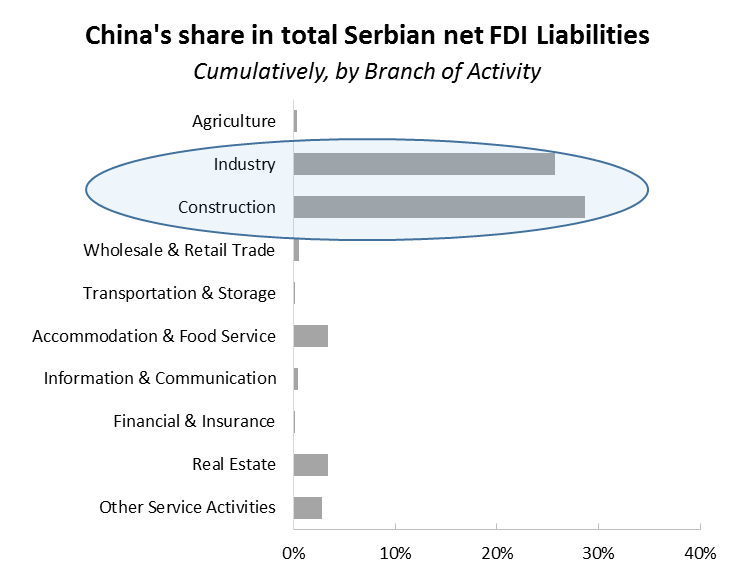 China's share in total Serbian net FDI Liabilities
Cumulatively, by Branch of Activity
Agriculture
Industry
Construction
Wholesale & Retail Trade
Transportation & Storage
Accommodation & Food Service
Information & Communication
Financial & Insurance
Real Estate
Other Service Activities
0% 10% 20% 30% 40%